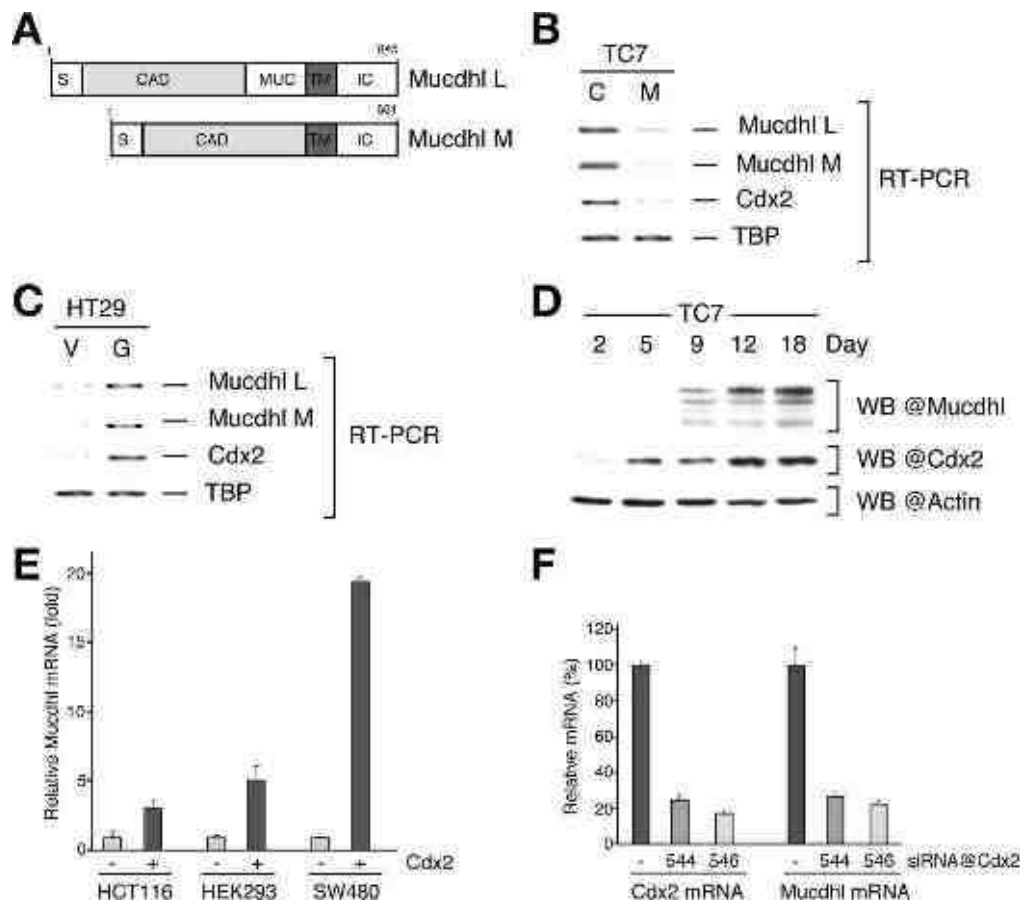 A
1
S CAD MUC TM IC
Mucdhl L
1
S CAD TM IC
Mucdhl M
B
TC7
C M
Mucdhl L
Mucdhl M
Cdx2
TBP
RT-PCR
C
HT29
V G
Mucdhl L
Mucdhl M
Cdx2
TBP
RT-PCR
D
TC7
2 5 9 12 18 Day
WB @Mucdhl
WB @Cdx2
WB @Actin
E
Relative Mucdhl mRNA (fold)
20
15
10
5
0
- + - + - + Cdx2
HCT116 HEK293 SW480
F
Relative mRNA (%)
120
100
80
60
40
20
0
- 544 546 - 544 546 siRNA@Cdx2
Cdx2 mRNA Mucdhl mRNA